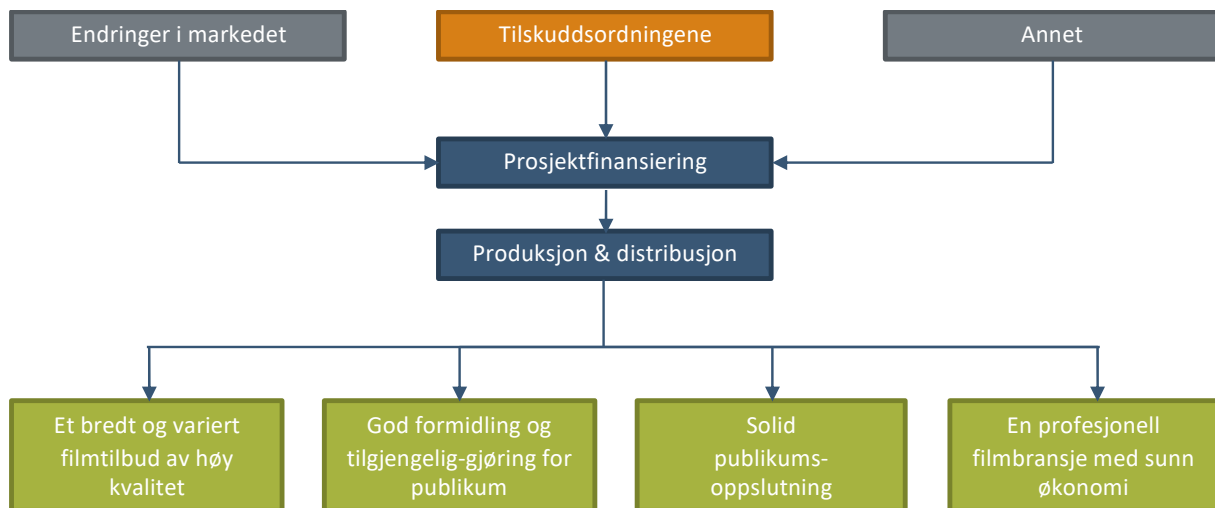 Endringer i markedet
Tilskuddsordningene
Annet
Prosjektfinansiering
Produksjon & distribusjon
Et bredt og variert
filmtilbud av høy
kvalitet
God formidling og
tilgjengelig-gjøring for
publikum
Solid
publikums-
oppslutning
En profesjonell
filmbransje med sunn
økonomi